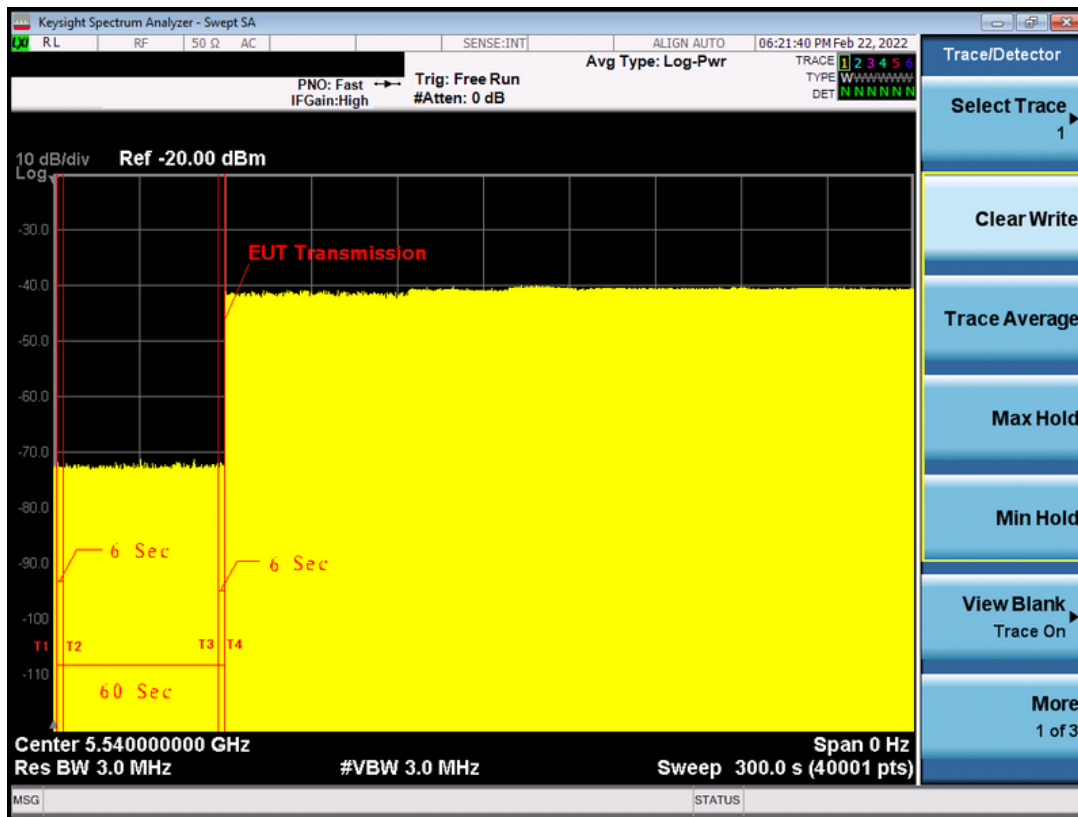 Keysight Spectrum Analyzer - Swept SA
LXI RL RF 50 Ω AC SENSE:INT ALIGN AUTO 06:21:40 PM Feb 22, 2022
Trace/Detector
PNO: Fast
IFGain:High
Trig: Free Run
#Atten: 0 dB
Avg Type: Log-Pwr
TRACE 1 2 3 4 5 6
TYPE WWWWWWW
DET N N N N N N
Select Trace
1
10 dB/div Ref -20.00 dBm
Log
Clear Write
-30.0
EUT Transmission
-40.0
Trace Average
-50.0
-60.0
Max Hold
-70.0
-80.0
Min Hold
6 Sec
6 Sec
-90.0
-100
View Blank
Trace On
T1 T2 T3 T4
-110
60 Sec
More
1 of 3
Center 5.540000000 GHz Span 0 Hz
Res BW 3.0 MHz #VBW 3.0 MHz Sweep 300.0 s (40001 pts)
MSG STATUS